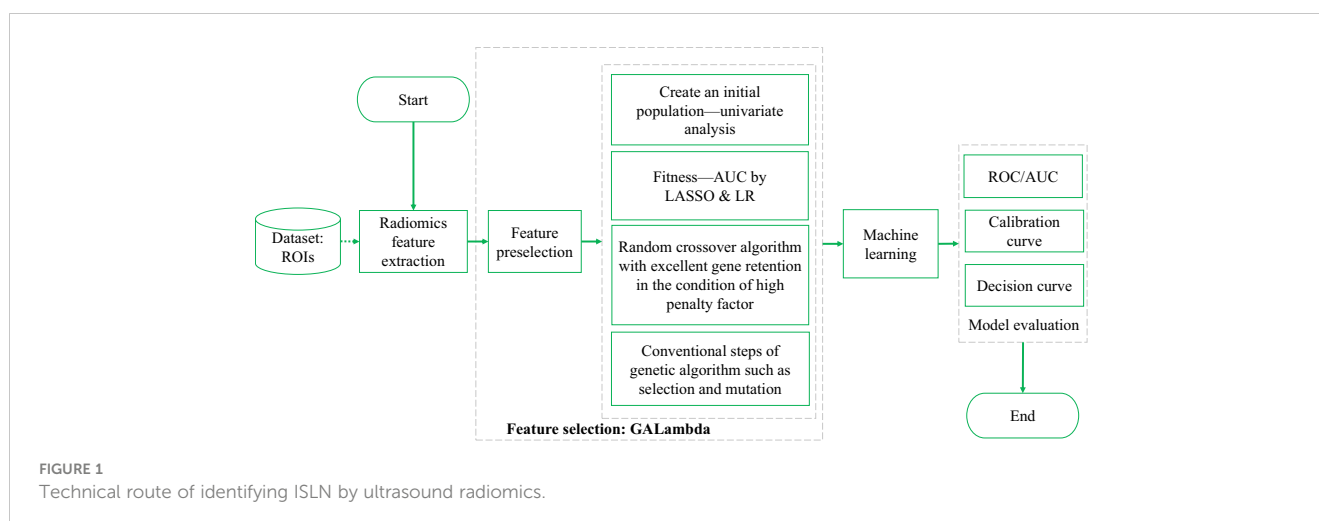 Start
Dataset:
ROIs
Radiomics
feature
extraction
Feature
preselection
Create an initial
population—univariate
analysis
Fitness—AUC by
LASSO & LR
Random crossover algorithm
with excellent gene retention
in the condition of high
penalty factor
Conventional steps of
genetic algorithm such as
selection and mutation
Feature selection: GALambda
Machine
learning
ROC/AUC
Calibration
curve
Decision curve
Model evaluation
End
FIGURE 1
Technical route of identifying ISLN by ultrasound radiomics.